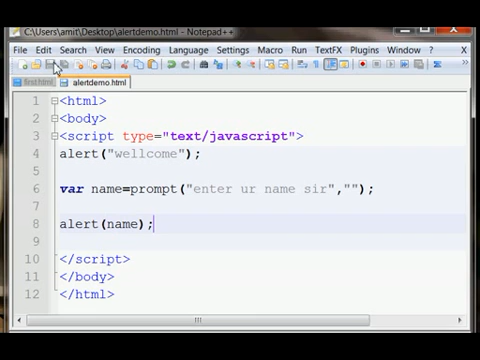 C:\Users\amit\Desktop\alertdemo.html - Notepad++
File Edit Search View Encoding Language Settings Macro Run TextFX Plugins Window ?
first.html alertdemo.html
1 <html>
2 <body>
3 <script type="text/javascript">
4 alert("wellcome");
5
6 var name=prompt("enter ur name sir","");
7
8 alert(name);
9
10 </script>
11 </body>
12 </html>